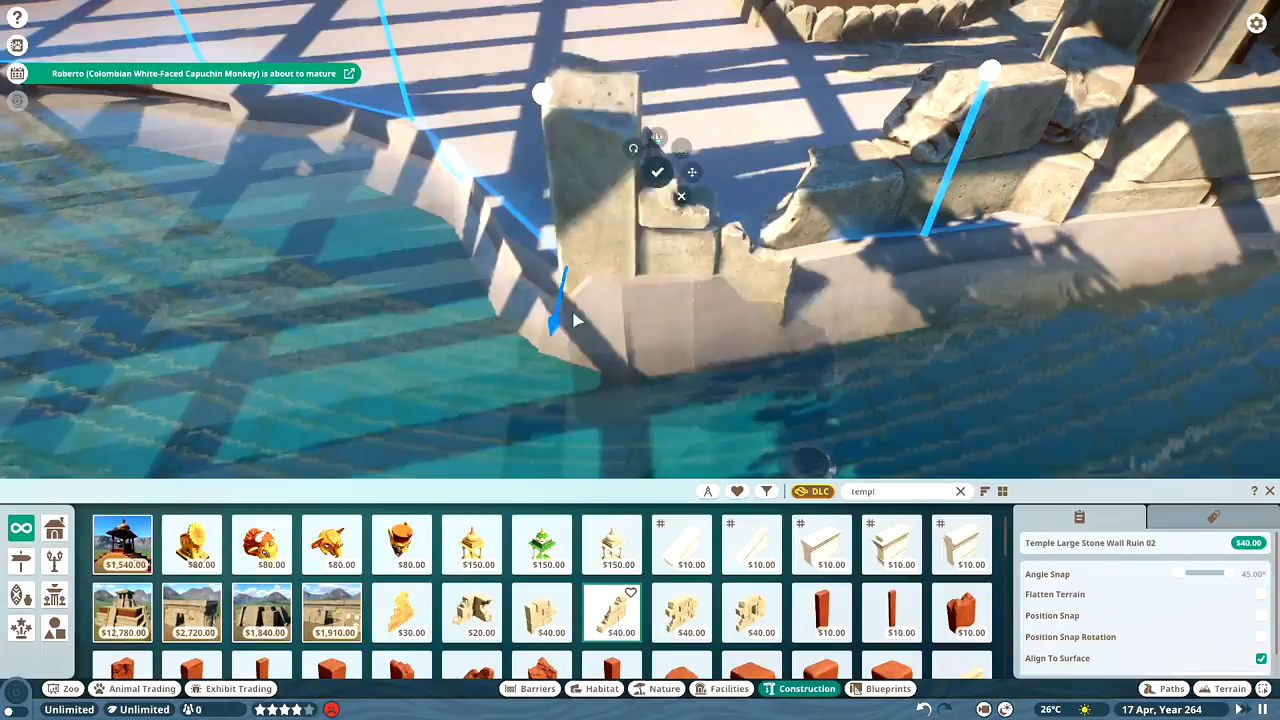 ?
Roberto (Colombian White-Faced Capuchin Monkey) is about to mature
DLC
templ
?
$1,540.00
$80.00
$80.00
$80.00
$80.00
$150.00
$150.00
$150.00
$10.00
$10.00
$10.00
$10.00
$10.00
$12,780.00
$2,720.00
$1,840.00
$1,910.00
$30.00
$20.00
$40.00
$40.00
$40.00
$40.00
$10.00
$10.00
$10.00
Temple Large Stone Wall Ruin 02
$40.00
Angle Snap
45.00°
Flatten Terrain
Position Snap
Position Snap Rotation
Align To Surface
Zoo
Animal Trading
Exhibit Trading
Barriers
Habitat
Nature
Facilities
Construction
Blueprints
Paths
Terrain
Unlimited
Unlimited
0
26°C
17 Apr, Year 264